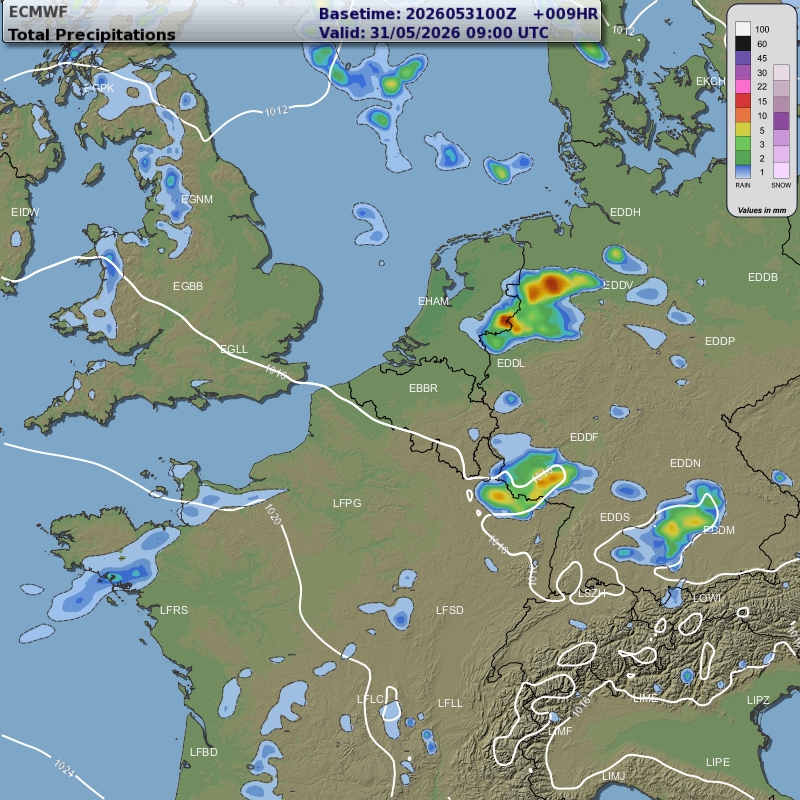 ECMWF
Basetime: 2026053100Z +009HR
Total Precipitations
Valid: 31/05/2026 09:00 UTC
1012
100
60
45
30
22
15
10
5
3
2
1
RAIN SNOW
Values in mm
EKCH
EGPK
1012
EIDW
EGNM
EDDH
EGBB
EHAM
EDDV
EDDB
EGLL
EDDP
EDDL
1016
EBBR
EDDF
EDDN
LFPG
1020
EDDS
EDDM
LFRS
LFSD
LSZH
LOWI
LFLC
LFLL
LIME
LIPZ
1016
LIMF
LFBD
LIPE
1024
LIMJ